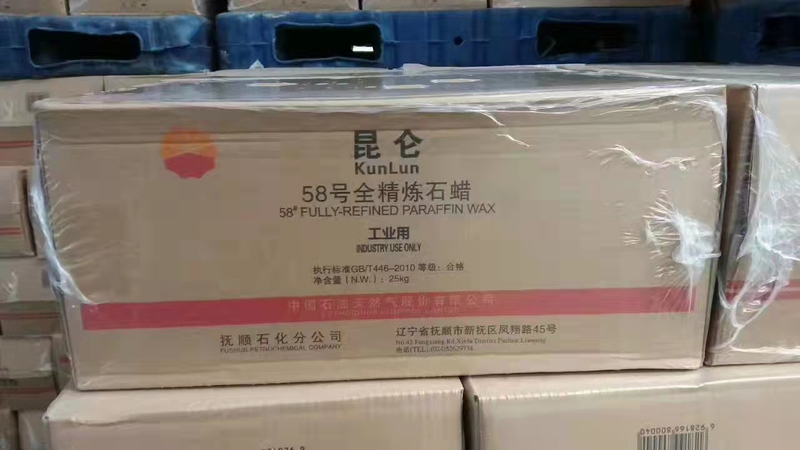 昆仑
KunLun
58号全精炼石蜡
58# FULLY-REFINED PARAFFIN WAX
工业用
INDUSTRY USE ONLY
执行标准GB/T446-2010 等级：合格
净含量（N.W.）：25kg
中国石油天然气股份有限公司
抚顺石化分公司
FUSHUN PETROCHEMICAL COMPANY
辽宁省抚顺市新抚区凤翔路45号
6 928165 800040